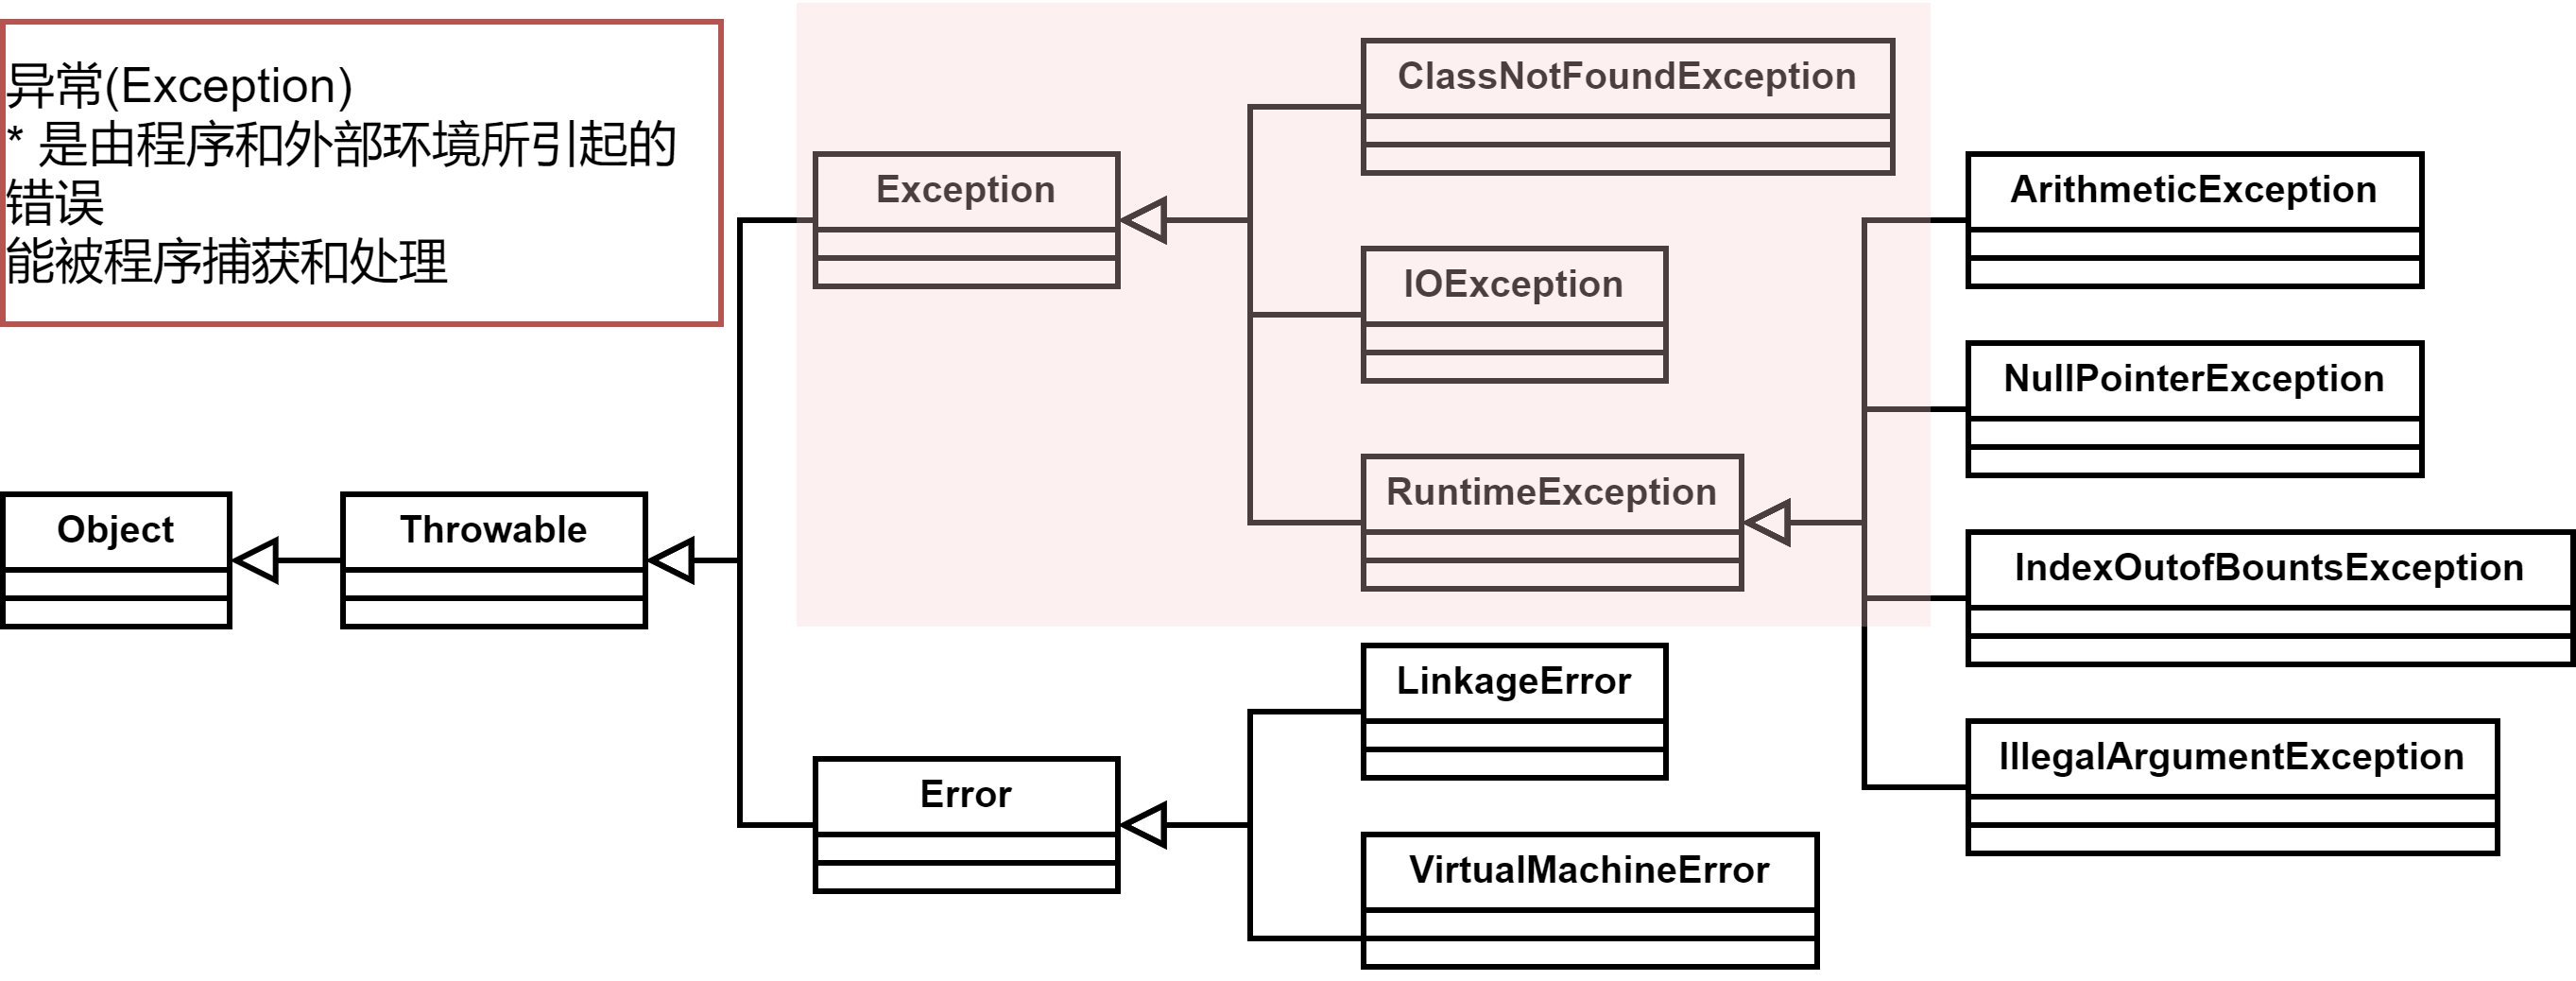 异常(Exception)
* 是由程序和外部环境所引起的
错误
能被程序捕获和处理
ClassNotFoundException
Exception
ArithmeticException
IOException
NullPointerException
RuntimeException
Object
Throwable
IndexOutofBountsException
LinkageError
IllegalArgumentException
Error
VirtualMachineError